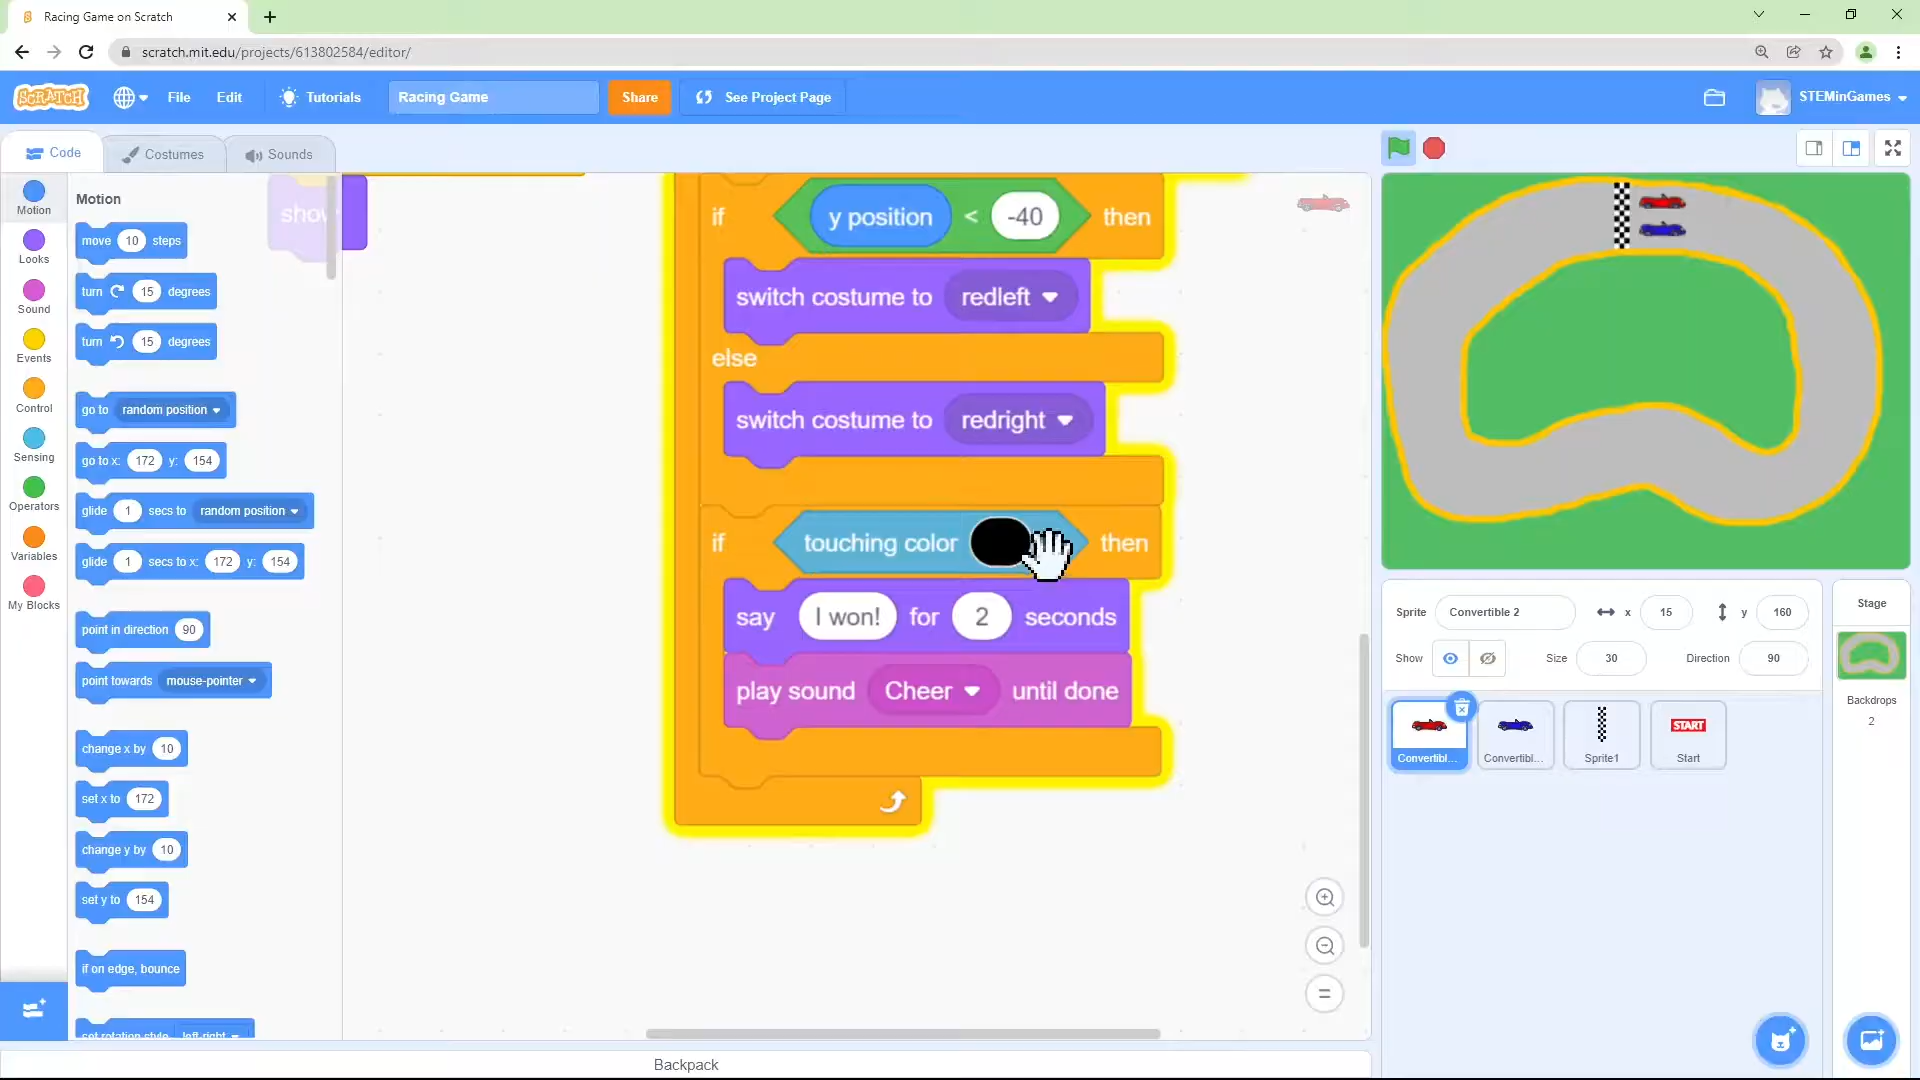 Racing Game on Scratch
scratch.mit.edu/projects/613802584/editor/
SCRATCH
File
Edit
Tutorials
Racing Game
Share
See Project Page
STEMinGames
Code
Costumes
Sounds
Motion
Looks
Sound
Events
Control
Sensing
Operators
Variables
My Blocks
Motion
move 10 steps
turn 15 degrees
turn 15 degrees
go to random position
go to x: 172 y: 154
glide 1 secs to random position
glide 1 secs to x: 172 y: 154
point in direction 90
point towards mouse-pointer
change x by 10
set x to 172
change y by 10
set y to 154
if on edge, bounce
set rotation style left-right
show
if y position < -40 then
switch costume to redleft
else
switch costume to redright
if touching color then
say I won! for 2 seconds
play sound Cheer until done
Backpack
Sprite Convertible 2 x 15 y 160
Show Size 30 Direction 90
Convertibl...
Convertibl...
Sprite1
START
Start
Stage
Backdrops
2